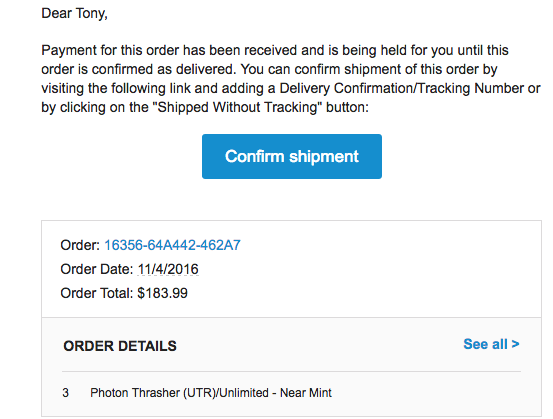 Dear Tony,
Payment for this order has been received and is being held for you until this
order is confirmed as delivered. You can confirm shipment of this order by
visiting the following link and adding a Delivery Confirmation/Tracking Number or
by clicking on the "Shipped Without Tracking" button:
Confirm shipment
Order: 16356-64A442-462A7
Order Date: 11/4/2016
Order Total: $183.99
ORDER DETAILS See all >
3 Photon Thrasher (UTR)/Unlimited - Near Mint